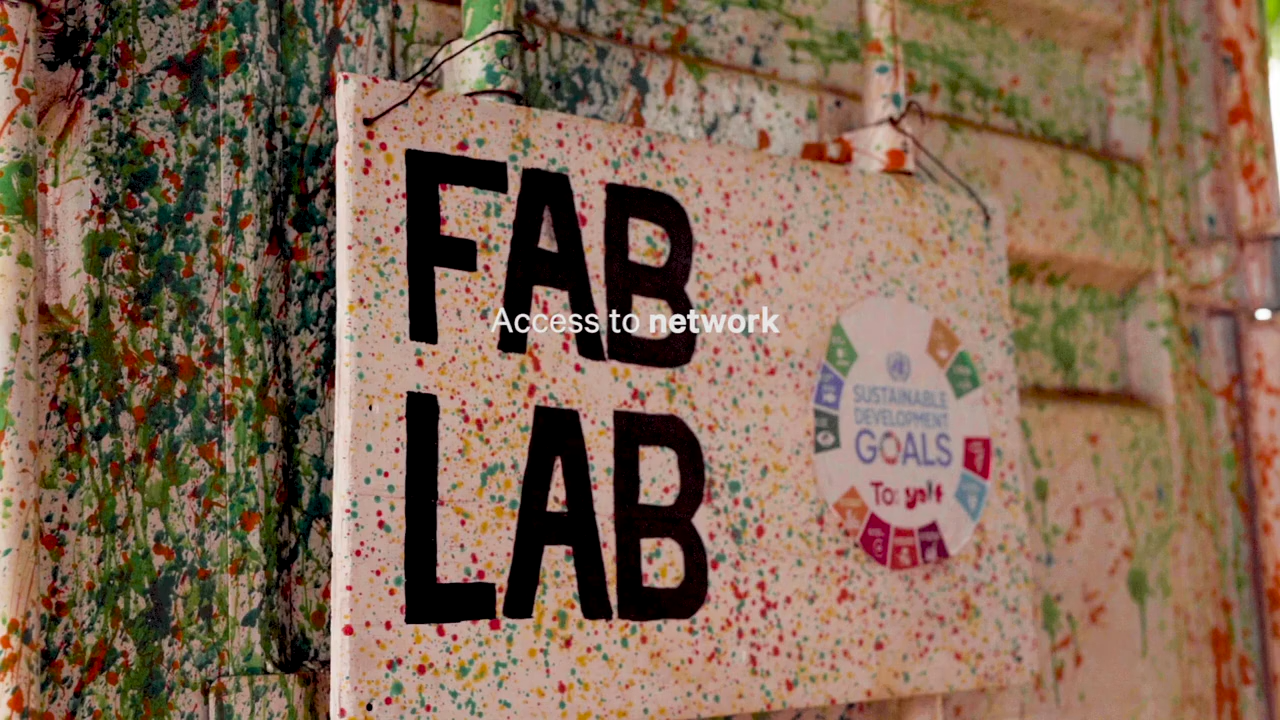 FAB
Access to network
LAB
SUSTAINABLE
DEVELOPMENT
GOALS